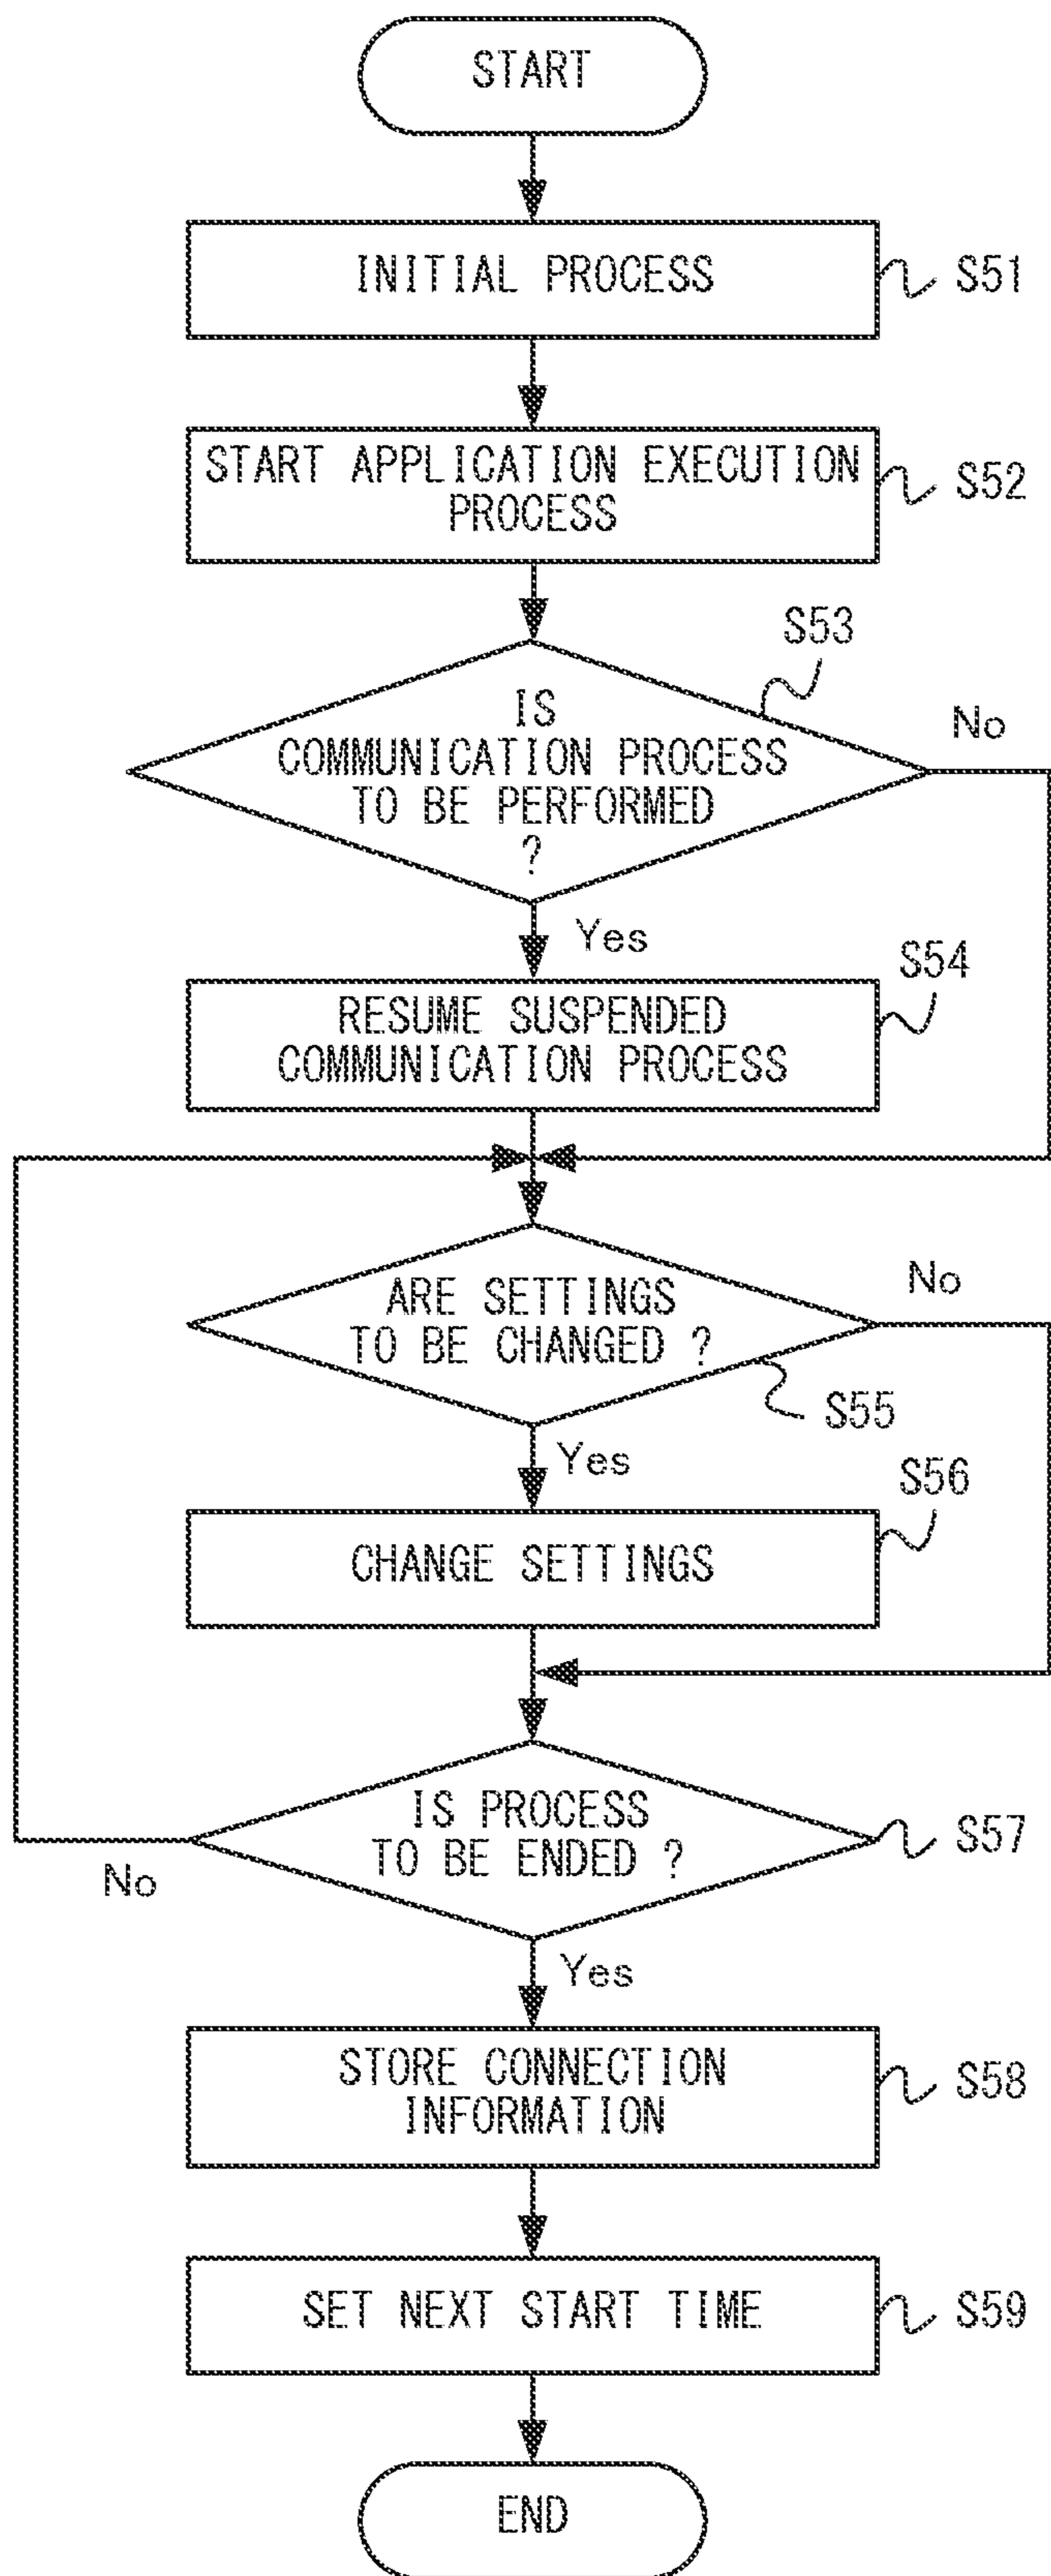 START
INITIAL PROCESS
S51
START APPLICATION EXECUTION
PROCESS
S52
S53
IS
COMMUNICATION PROCESS
TO BE PERFORMED
?
No
Yes
S54
RESUME SUSPENDED
COMMUNICATION PROCESS
ARE SETTINGS
TO BE CHANGED ?
No
S55
Yes
S56
CHANGE SETTINGS
IS PROCESS
TO BE ENDED ?
S57
No
Yes
STORE CONNECTION
INFORMATION
S58
SET NEXT START TIME
S59
END